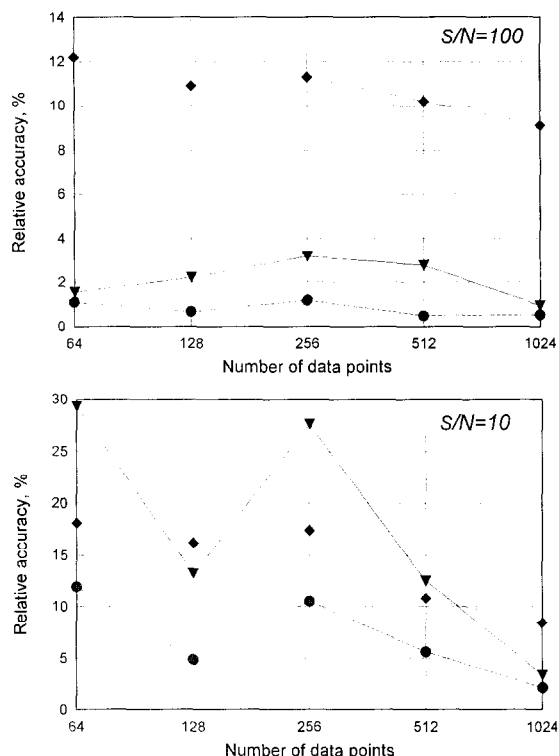 S/N=100
Relative accuracy, %
14
12
10
8
6
4
2
0
64 128 256 512 1024
Number of data points
S/N=10
Relative accuracy, %
30
25
20
15
10
5
0
64 128 256 512 1024
Number of data points